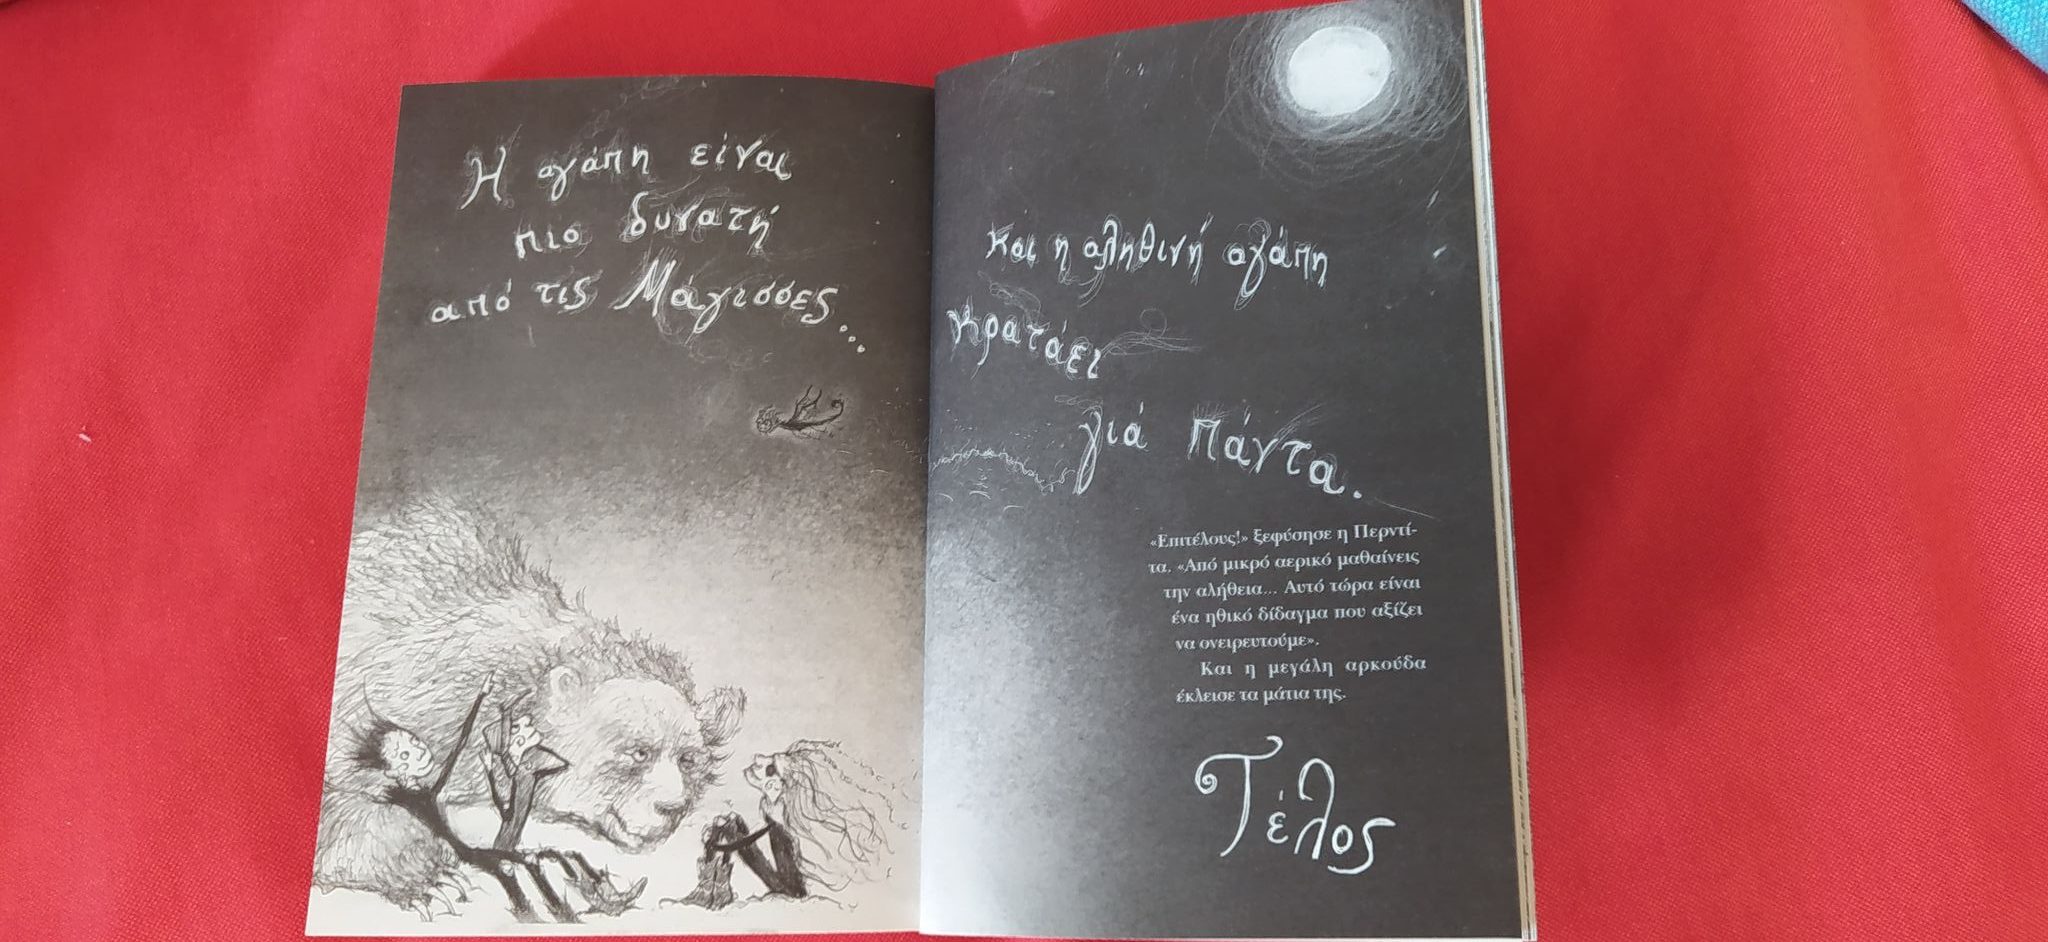 Η αγάπη είναι
πιο δυνατή
από τις Μάγισσες...
και η αληθινή αγάπη
κρατάει
γιά πάντα.
«Επιτέλους!» ξεφύσησε η Περντί-
τα. «Από μικρό αερικό μαθαίνεις
την αλήθεια... Αυτό τώρα είναι
ένα ηθικό δίδαγμα που αξίζει
να ονειρευτούμε».
Και η μεγάλη αρκούδα
έκλεισε τα μάτια της.
Τέλος